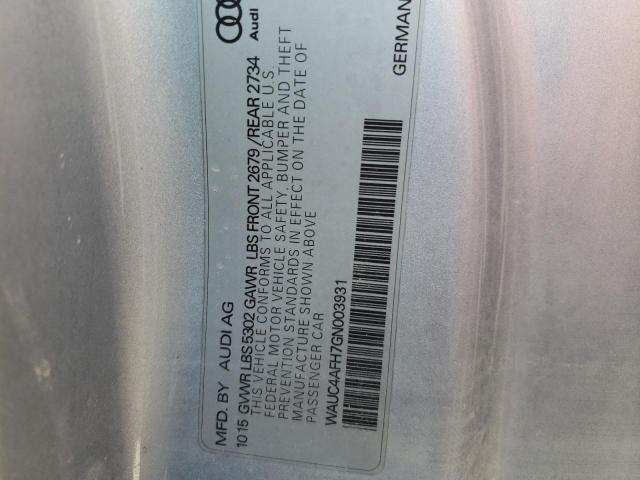 MFD. BY AUDI AG
10 15 GVWR LBS 5302 GAWR LBS FRONT 2679 / REAR 2734
THIS VEHICLE CONFORMS TO ALL APPLICABLE U.S.
FEDERAL MOTOR VEHICLE SAFETY, BUMPER AND THEFT
PREVENTION STANDARDS IN EFFECT ON THE DATE OF
MANUFACTURE SHOWN ABOVE
PASSENGER CAR
WAUC4AFH7GN003931
Audi
GERMAN